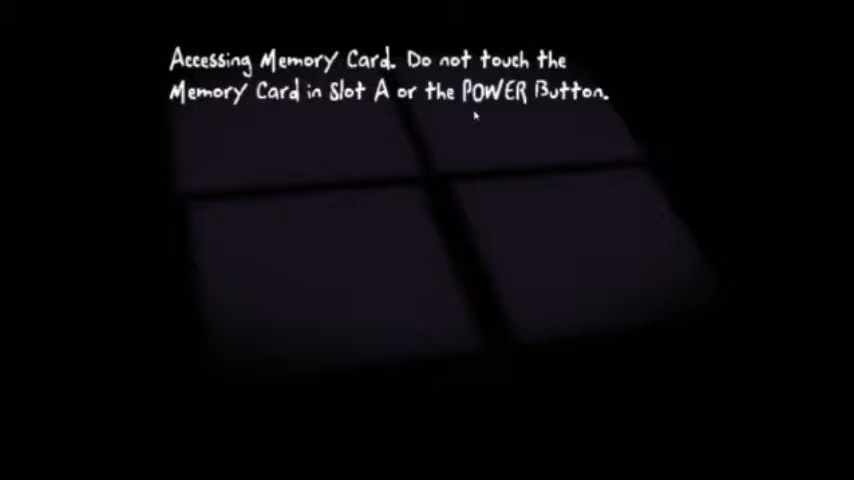 Accessing Memory Card. Do not touch the
Memory Card in Slot A or the POWER Button.